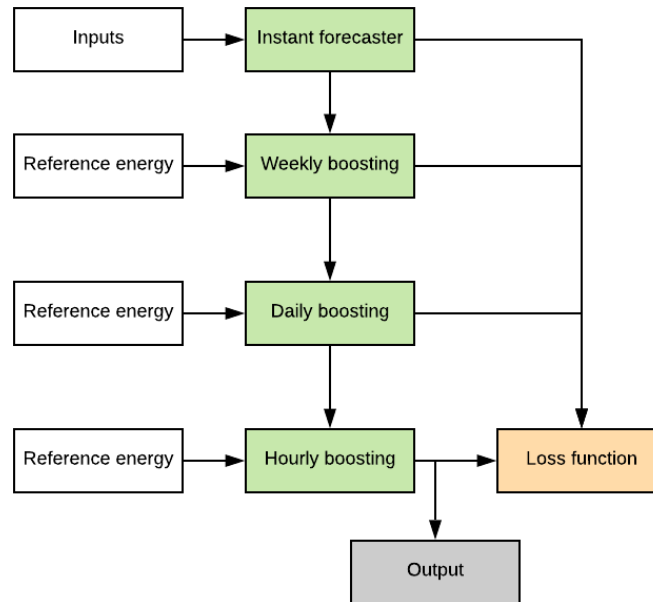 Inputs
Instant forecaster
Reference energy
Weekly boosting
Reference energy
Daily boosting
Reference energy
Hourly boosting
Loss function
Output